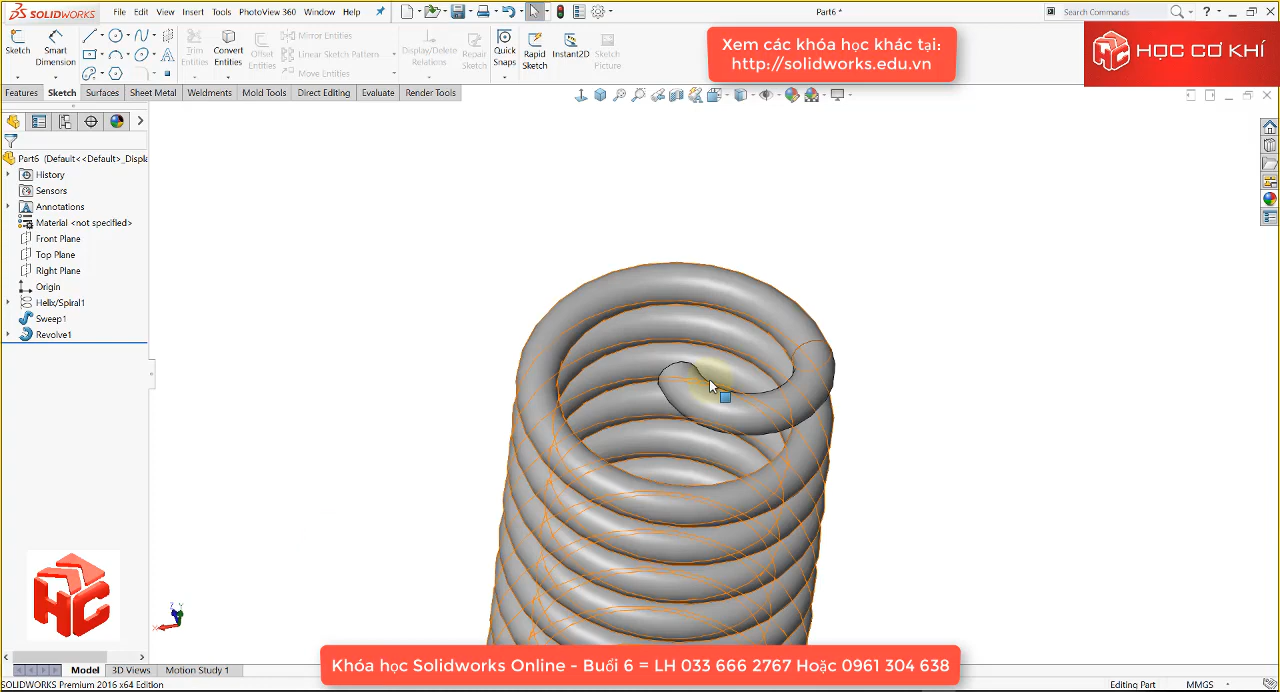 SOLIDWORKS
File Edit View Insert Tools PhotoView 360 Window Help
Part6 *
Search Commands
Sketch
Smart Dimension
Trim Entities
Convert Entities
Offset Entities
Mirror Entities
Linear Sketch Pattern
Move Entities
Display/Delete Relations
Repair Sketch
Quick Snaps
Rapid Sketch
Instant2D
Sketch Picture
Xem các khóa học khác tại:
http://solidworks.edu.vn
HỌC CƠ KHÍ
Features Sketch Surfaces Sheet Metal Weldments Mold Tools Direct Editing Evaluate Render Tools
Part6 (Default<<Default>_Displa
History
Sensors
Annotations
Material <not specified>
Front Plane
Top Plane
Right Plane
Origin
Helix/Spiral1
Sweep1
Revolve1
HC
Model 3D Views Motion Study 1
Khóa học Solidworks Online - Buổi 6 = LH 033 666 2767 Hoặc 0961 304 638
SOLIDWORKS Premium 2016 x64 Edition
Editing Part
MMGS